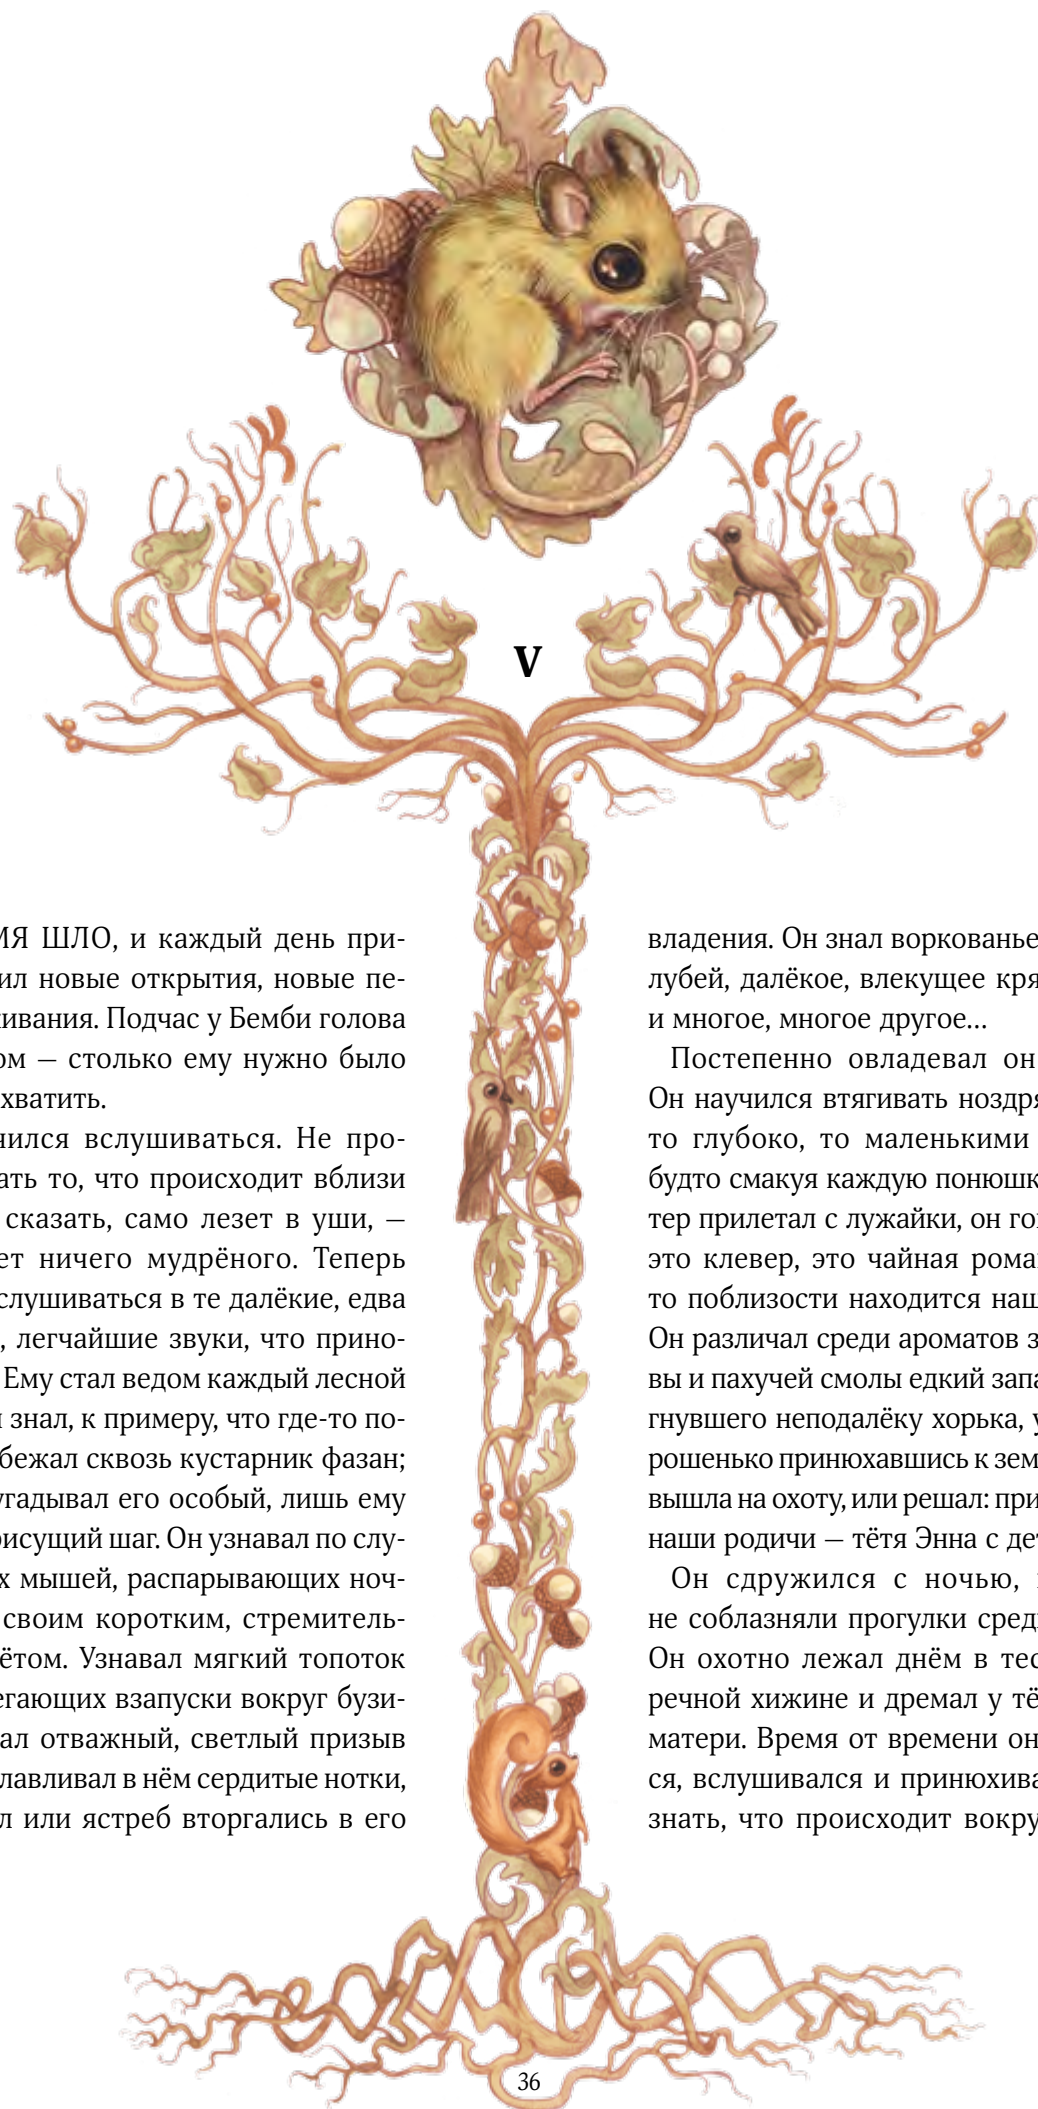 V
МЯ ШЛО, и каждый день при-
ил новые открытия, новые пе-
живания. Подчас у Бемби голова
ом — столько ему нужно было
хватить.
чился вслушиваться. Не про-
ать то, что происходит вблизи
сказать, само лезет в уши, —
ет ничего мудрёного. Теперь
слушиваться в те далёкие, едва
, легчайшие звуки, что прино-
Ему стал ведом каждый лесной
знал, к примеру, что где-то по-
бежал сквозь кустарник фазан;
угадывал его особый, лишь ему
рисущий шаг. Он узнавал по слу-
х мышей, распарывающих ноч-
своим коротким, стремитель-
ётом. Узнавал мягкий топоток
егающих взапуски вокруг бузи-
ал отважный, светлый призыв
лавливал в нём сердитые нотки,
л или ястреб вторгались в его
владения. Он знал воркованье
лубей, далёкое, влекущее кря
и многое, многое другое...
Постепенно овладевал он
Он научился втягивать ноздря
то глубоко, то маленькими
будто смакуя каждую понюшк
тер прилетал с лужайки, он го
это клевер, это чайная рома
то поблизости находится наш
Он различал среди ароматов з
вы и пахучей смолы едкий запа
гнувшего неподалёку хорька, у
рошенько принюхавшись к зем
вышла на охоту, или решал: при
наши родичи — тётя Энна с дет
Он сдружился с ночью,
не соблазняли прогулки сред
Он охотно лежал днём в тес
речной хижине и дремал у тё
матери. Время от времени он
ся, вслушивался и принюхива
знать, что происходит вокру
36